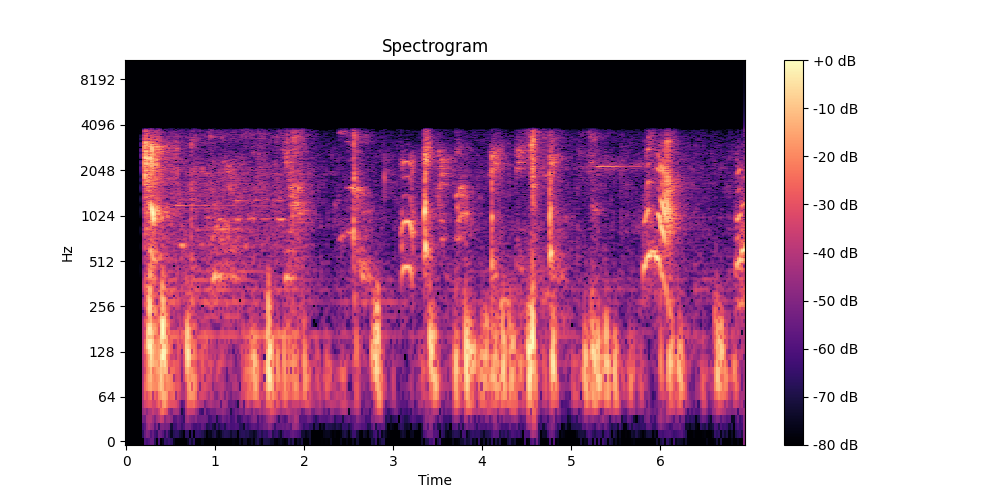 Spectrogram
8192
4096
2048
1024
512
256
128
64
0
Hz
0 1 2 3 4 5 6
Time
+0 dB
-10 dB
-20 dB
-30 dB
-40 dB
-50 dB
-60 dB
-70 dB
-80 dB